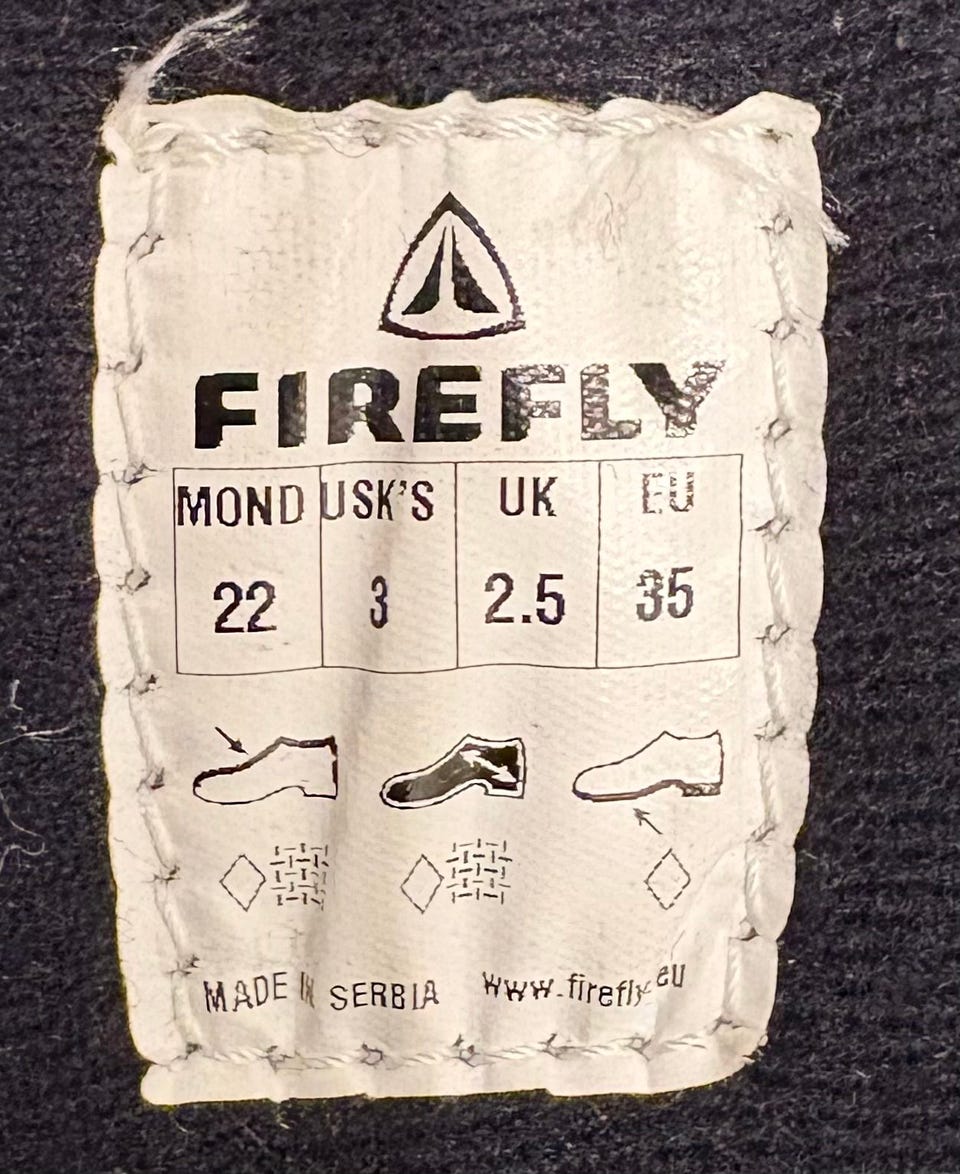 FIREFLY
MOND USK'S UK EU
22 3 2.5 35
MADE IN SERBIA www.firefly.eu